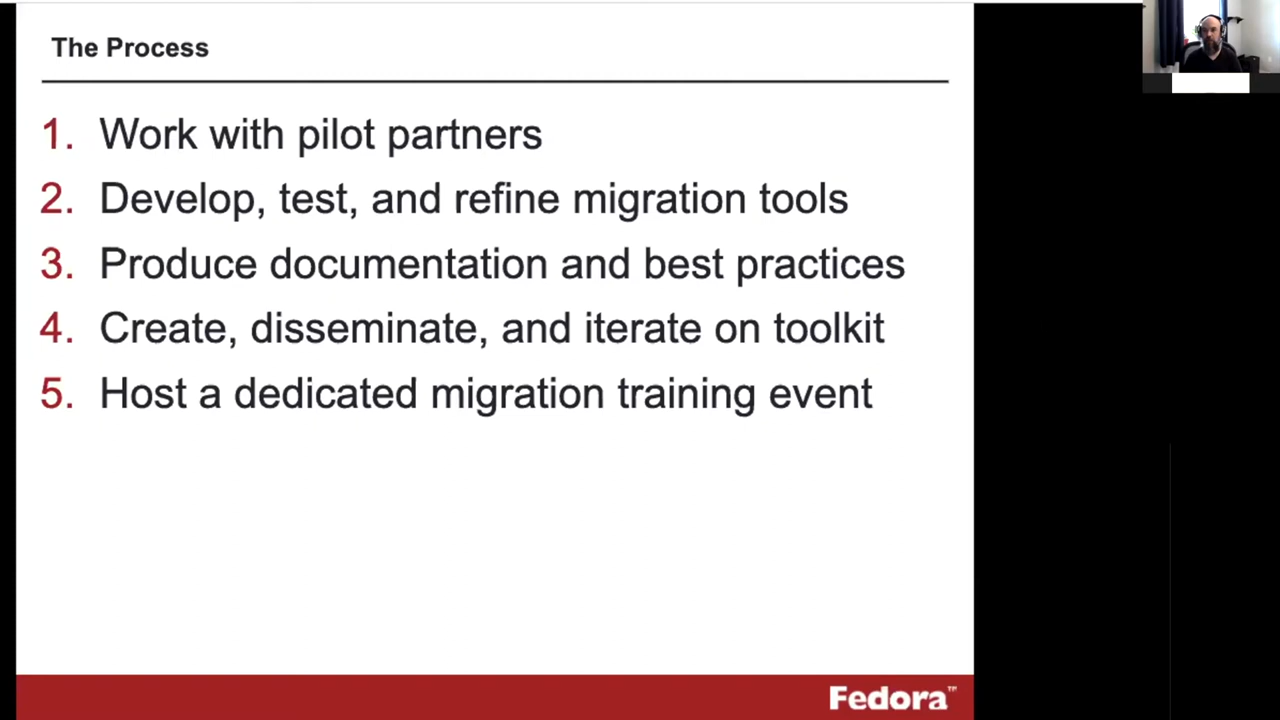 The Process
1. Work with pilot partners
2. Develop, test, and refine migration tools
3. Produce documentation and best practices
4. Create, disseminate, and iterate on toolkit
5. Host a dedicated migration training event
Fedora™